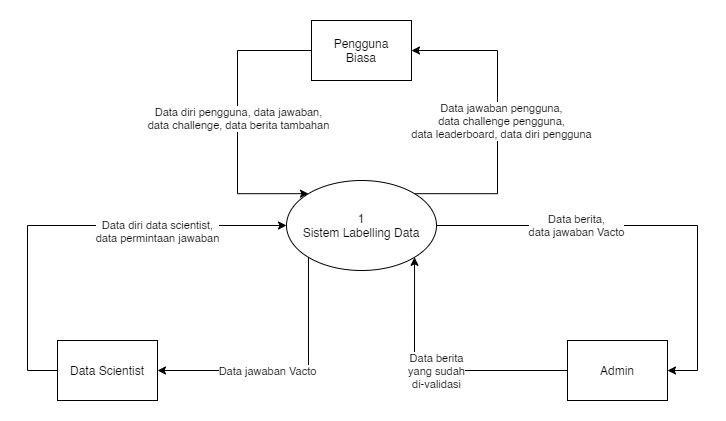 Pengguna
Biasa
Data diri pengguna, data jawaban,
data challenge, data berita tambahan
Data jawaban pengguna,
data challenge pengguna,
data leaderboard, data diri pengguna
1
Sistem Labelling Data
Data diri data scientist,
data permintaan jawaban
Data berita,
data jawaban Vacto
Data Scientist
Data jawaban Vacto
Data berita
yang sudah
di-validasi
Admin